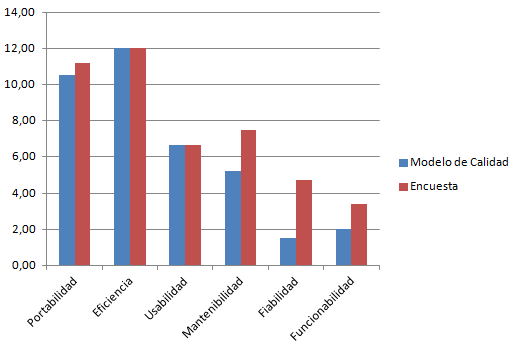 14,00
12,00
10,00
8,00
6,00
4,00
2,00
0,00
Portabilidad
Eficiencia
Usabilidad
Mantenibilidad
Fiabilidad
Funcionabilidad
Modelo de Calidad
Encuesta